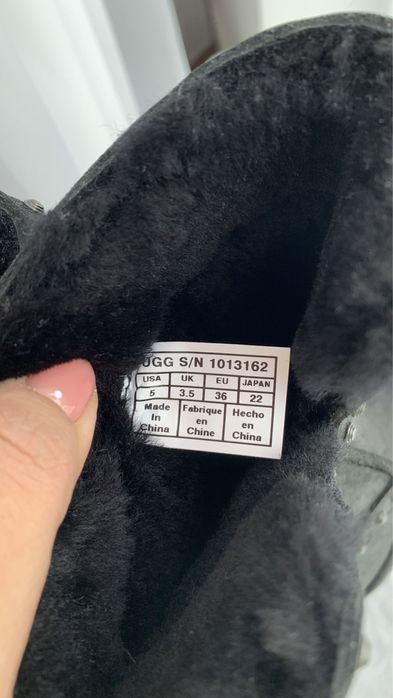 UGG S/N 1013162
USA UK EU JAPAN
5 3.5 36 22
Made Fabrique Hecho
In en en
China Chine China